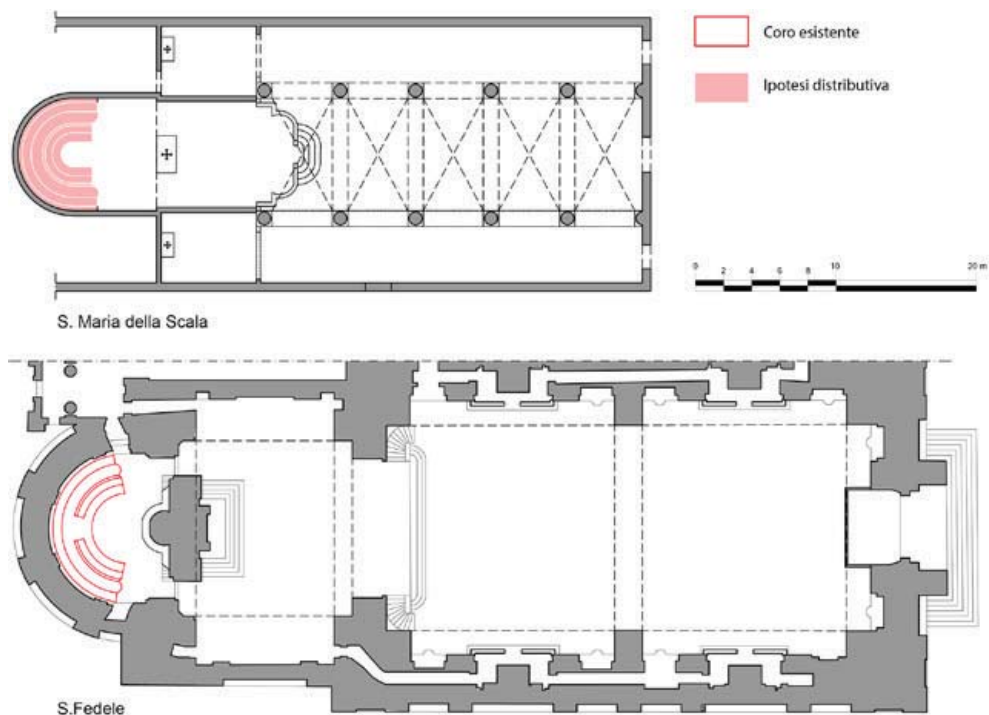 Coro esistente
Ipotesi distributiva
0 2 4 6 8 10 20 m
S. Maria della Scala
S.Fedele